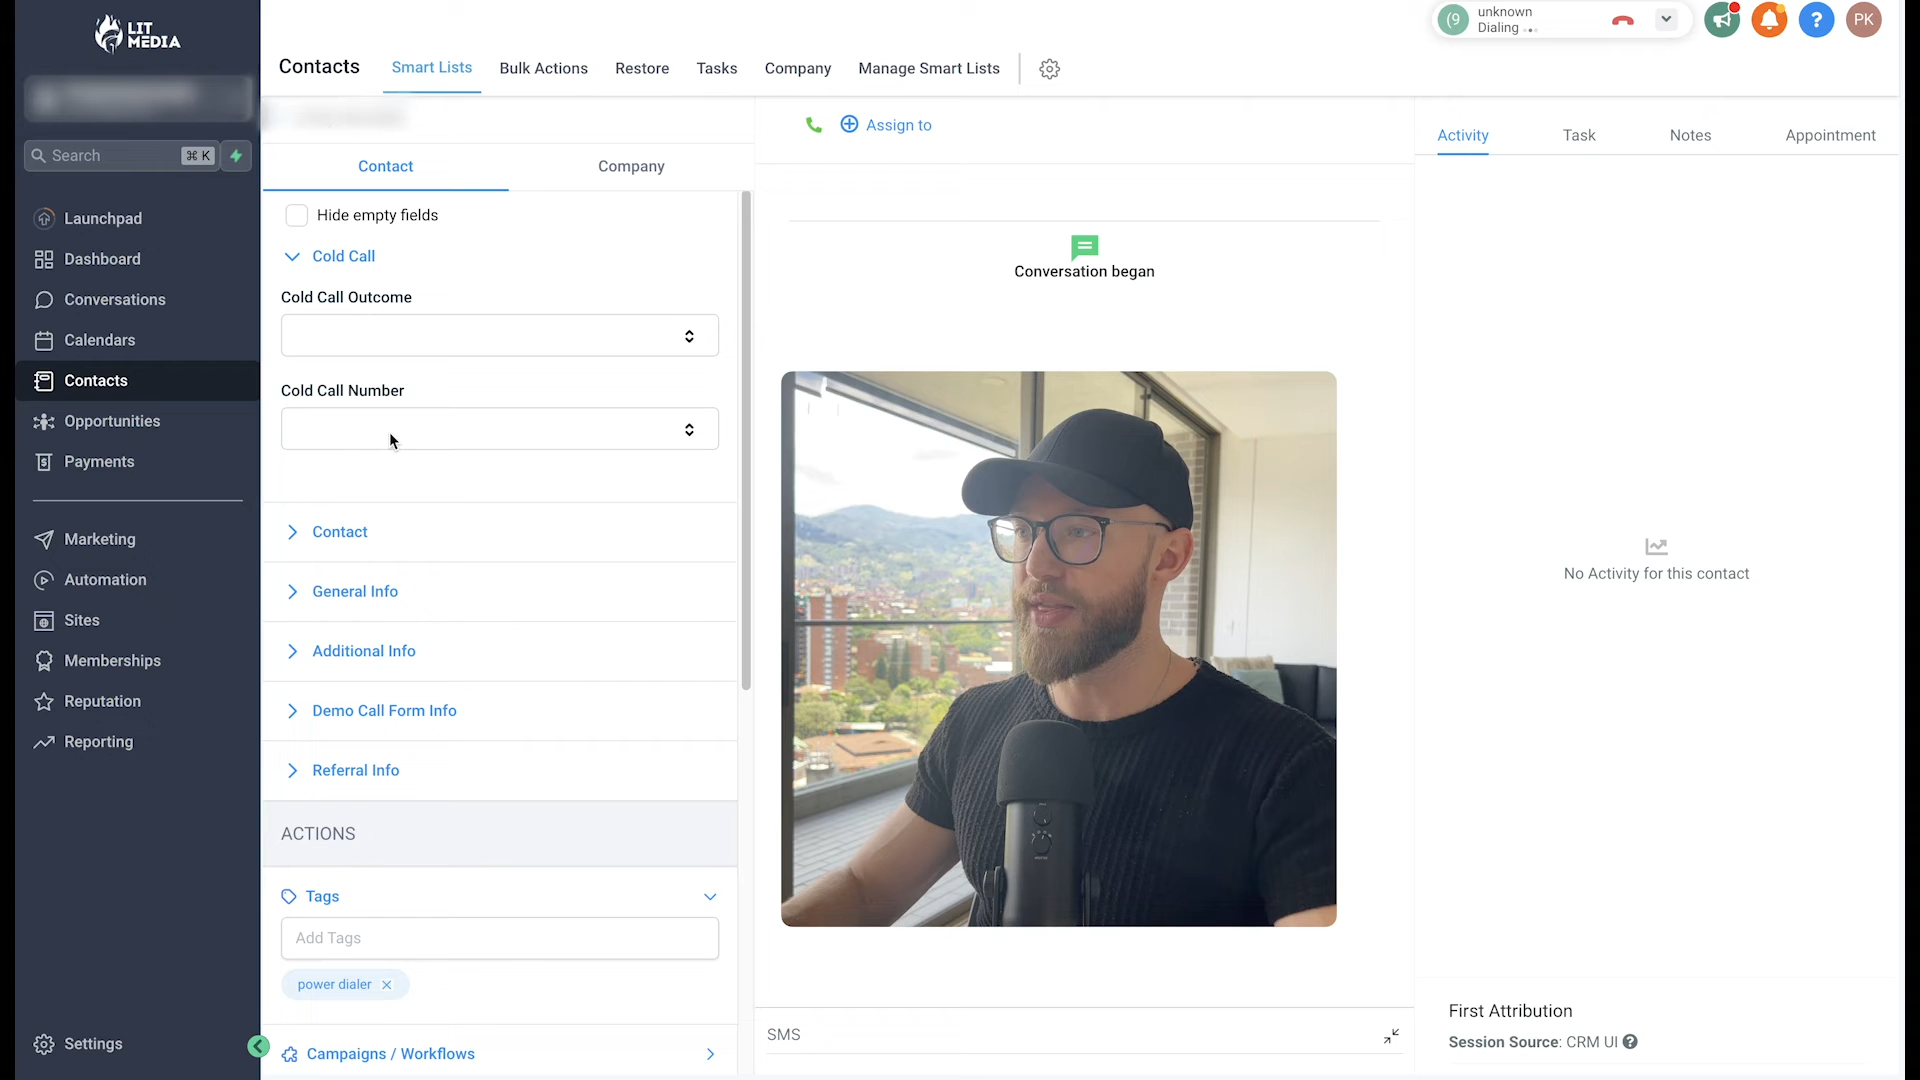 LIT
MEDIA
Search ⌘ K
Launchpad
Dashboard
Conversations
Calendars
Contacts
Opportunities
Payments
Marketing
Automation
Sites
Memberships
Reputation
Reporting
Settings
Contacts Smart Lists Bulk Actions Restore Tasks Company Manage Smart Lists
(9 unknown
Dialing ...
? PK
Contact Company
Hide empty fields
Cold Call
Cold Call Outcome
Cold Call Number
Contact
General Info
Additional Info
Demo Call Form Info
Referral Info
ACTIONS
Tags
Add Tags
power dialer
Campaigns / Workflows
Assign to
Conversation began
SMS
Activity Task Notes Appointment
No Activity for this contact
First Attribution
Session Source: CRM UI ?